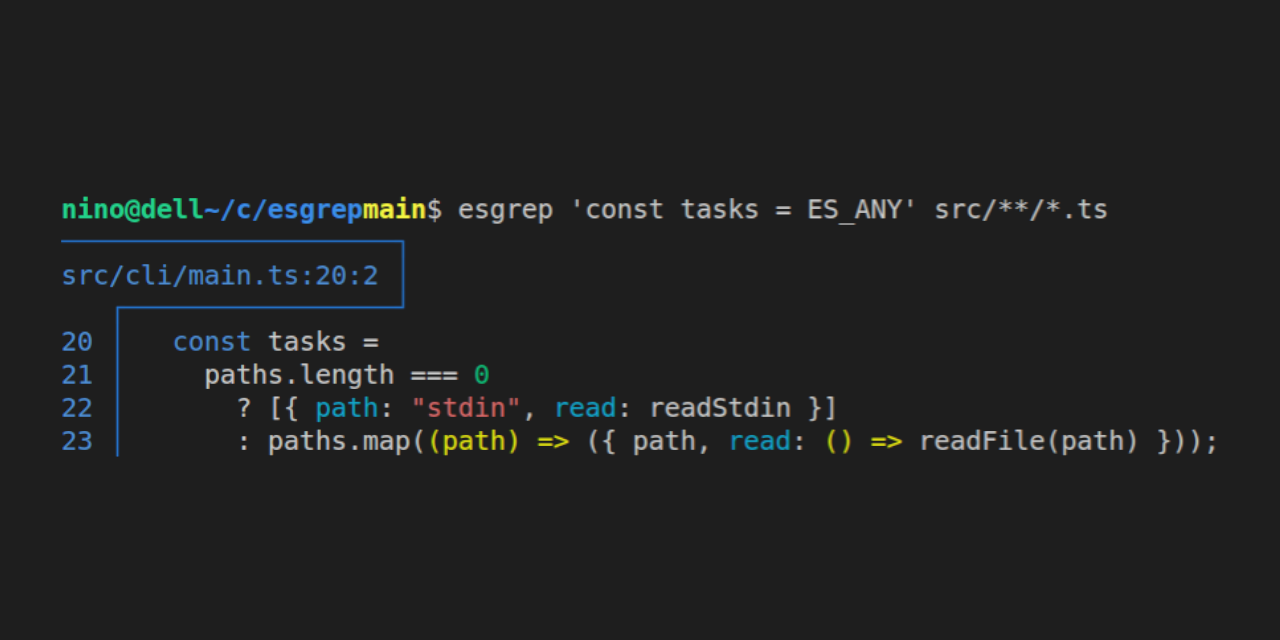 nino@dell~/c/esgrepmain$ esgrep 'const tasks = ES_ANY' src/**/*.ts
src/cli/main.ts:20:2
20 const tasks =
21 paths.length === 0
22 ? [{ path: "stdin", read: readStdin }]
23 : paths.map((path) => ({ path, read: () => readFile(path) }));